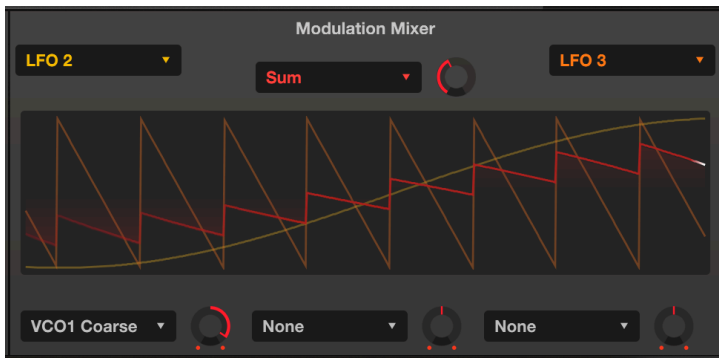 Modulation Mixer
LFO 2
Sum
LFO 3
VCO1 Coarse
None
None